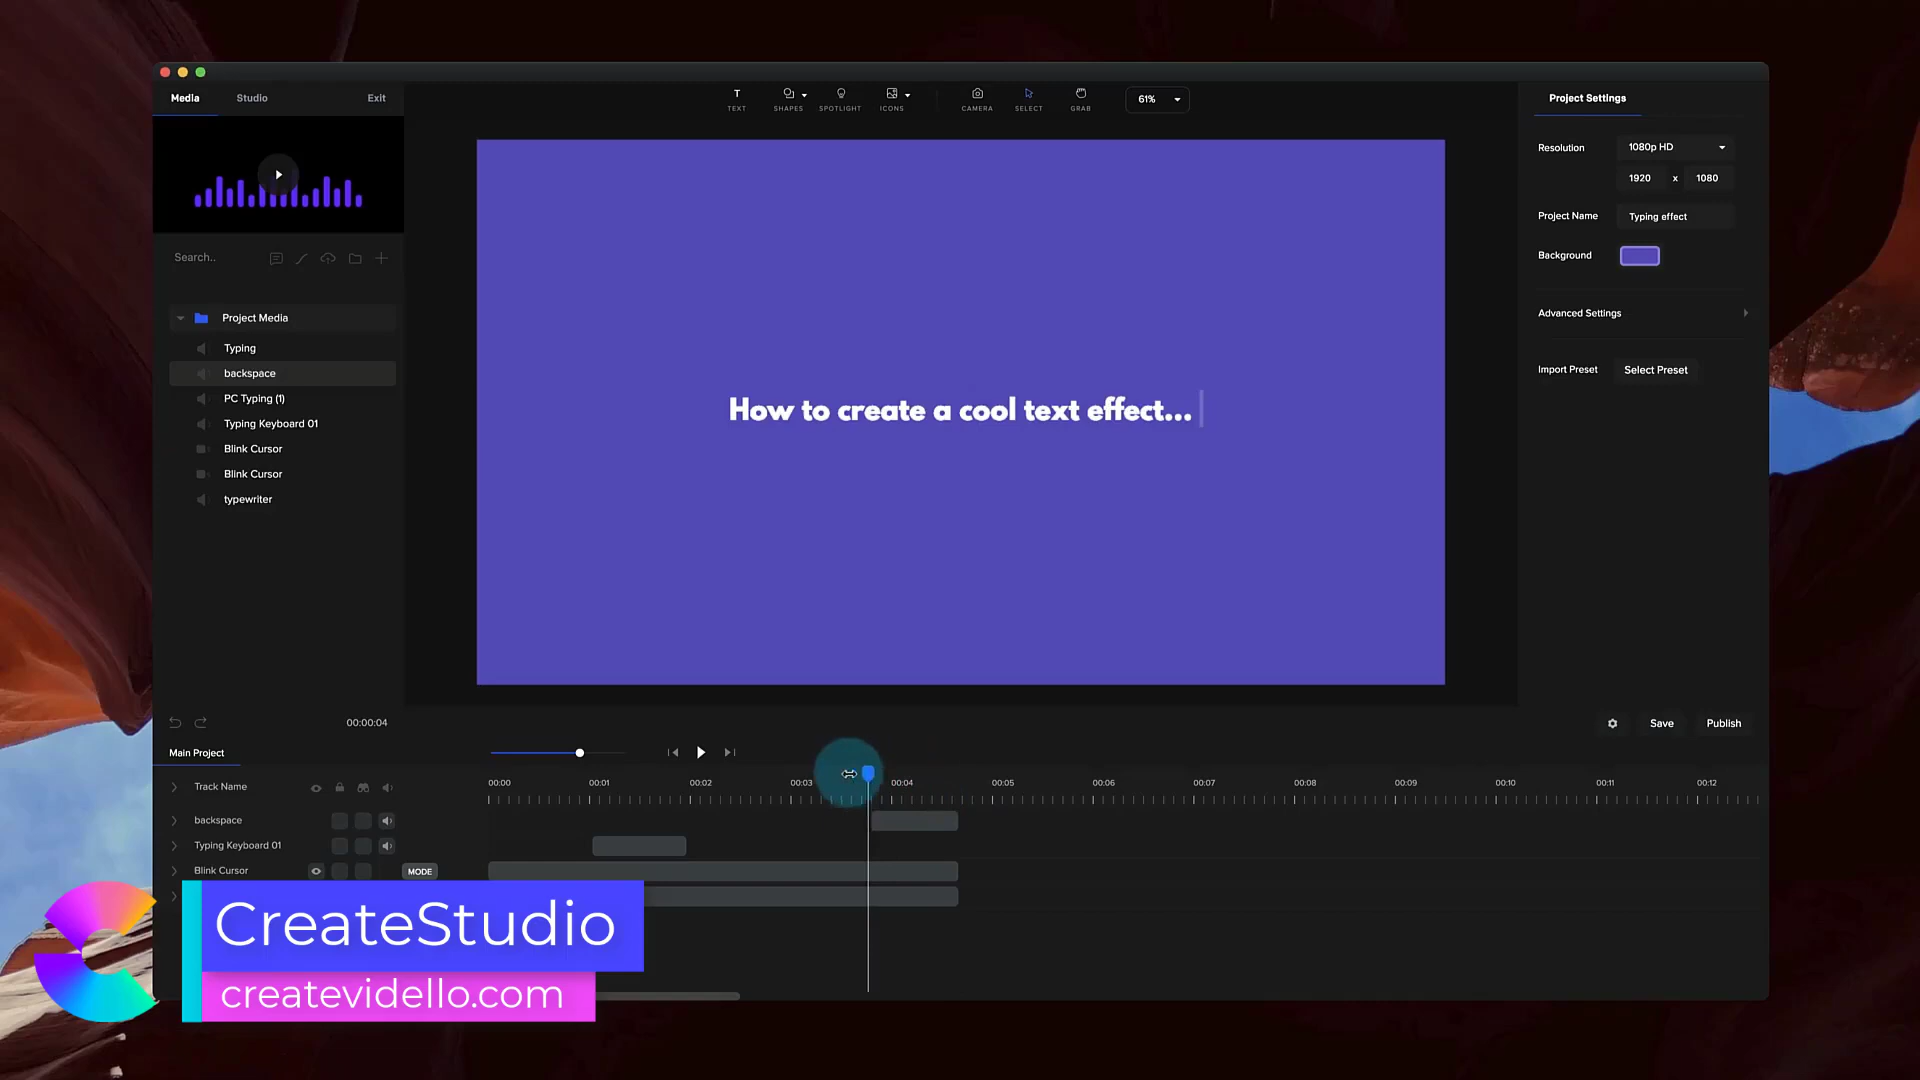 Media Studio Exit
TEXT SHAPES SPOTLIGHT ICONS CAMERA SELECT GRAB 61%
Project Settings
Resolution 1080p HD
1920 x 1080
Project Name Typing effect
Background
Advanced Settings
Import Preset Select Preset
Search..
Project Media
Typing
backspace
PC Typing (1)
Typing Keyboard 01
Blink Cursor
Blink Cursor
typewriter
How to create a cool text effect...
00:00:04
Save Publish
Main Project
Track Name
00:00 00:01 00:02 00:03 00:04 00:05 00:06 00:07 00:08 00:09 00:10 00:11 00:12
backspace
Typing Keyboard 01
Blink Cursor MODE
CreateStudio
createvidello.com